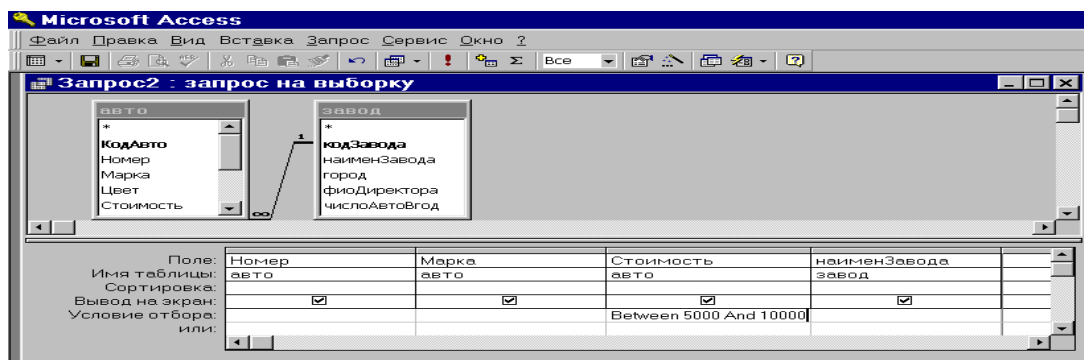 Microsoft Access
Файл Правка Вид Вставка Запрос Сервис Окно ?
Все
Запрос2 : запрос на выборку
авто завод
* *
КодАвто кодЗавода
Номер наименЗавода
Марка город
Цвет фиоДиректора
Стоимость числоАвтоВгод
1
∞
Поле: Номер Марка Стоимость наименЗавода
Имя таблицы: авто авто авто завод
Сортировка:
Вывод на экран:
Условие отбора: Between 5000 And 10000
или: